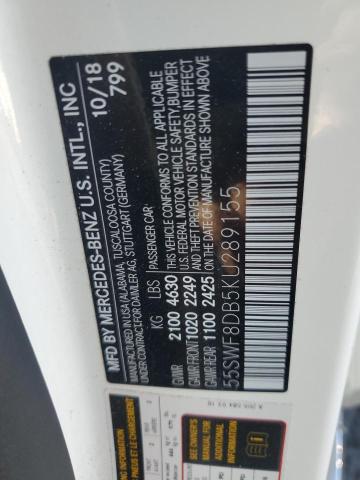 MFD BY MERCEDES-BENZ U.S. INTL., INC
MANUFACTURED IN USA (ALABAMA, TUSCALOOSA COUNTY)
UNDER CONTRACT FOR DAIMLER AG, STUTTGART (GERMANY)
10/18
799
PASSENGER CAR
KG LBS
GVWR 2100 4630
GAWR FRONT 1020 2249
GAWR REAR 1100 2425
THIS VEHICLE CONFORMS TO ALL APPLICABLE
U.S. FEDERAL MOTOR VEHICLE SAFETY, BUMPER
AND THEFT PREVENTION STANDARDS IN EFFECT
ON THE DATE OF MANUFACTURE SHOWN ABOVE
55SWF8DB5KU289155
SEE OWNER'S
MANUAL FOR
ADDITIONAL